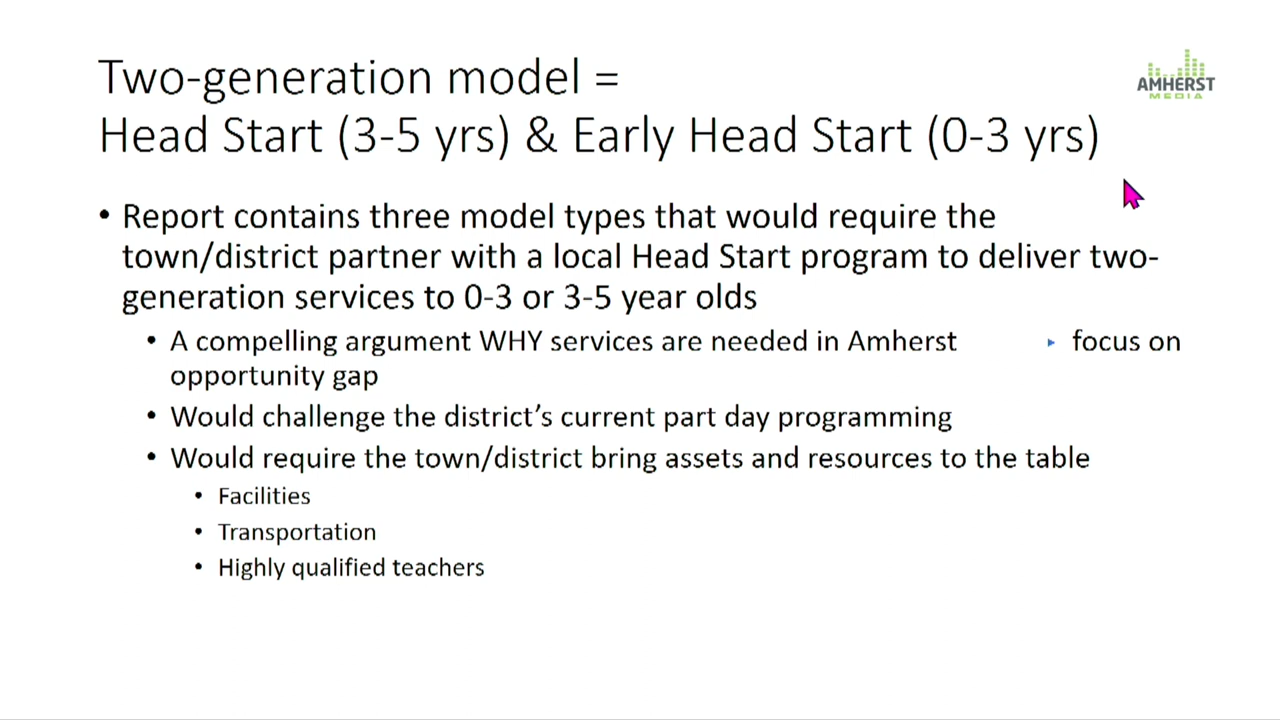 Two-generation model =
AMHERST
MEDIA
Head Start (3-5 yrs) & Early Head Start (0-3 yrs)
• Report contains three model types that would require the
town/district partner with a local Head Start program to deliver two-
generation services to 0-3 or 3-5 year olds
• A compelling argument WHY services are needed in Amherst ▸ focus on
opportunity gap
• Would challenge the district’s current part day programming
• Would require the town/district bring assets and resources to the table
• Facilities
• Transportation
• Highly qualified teachers